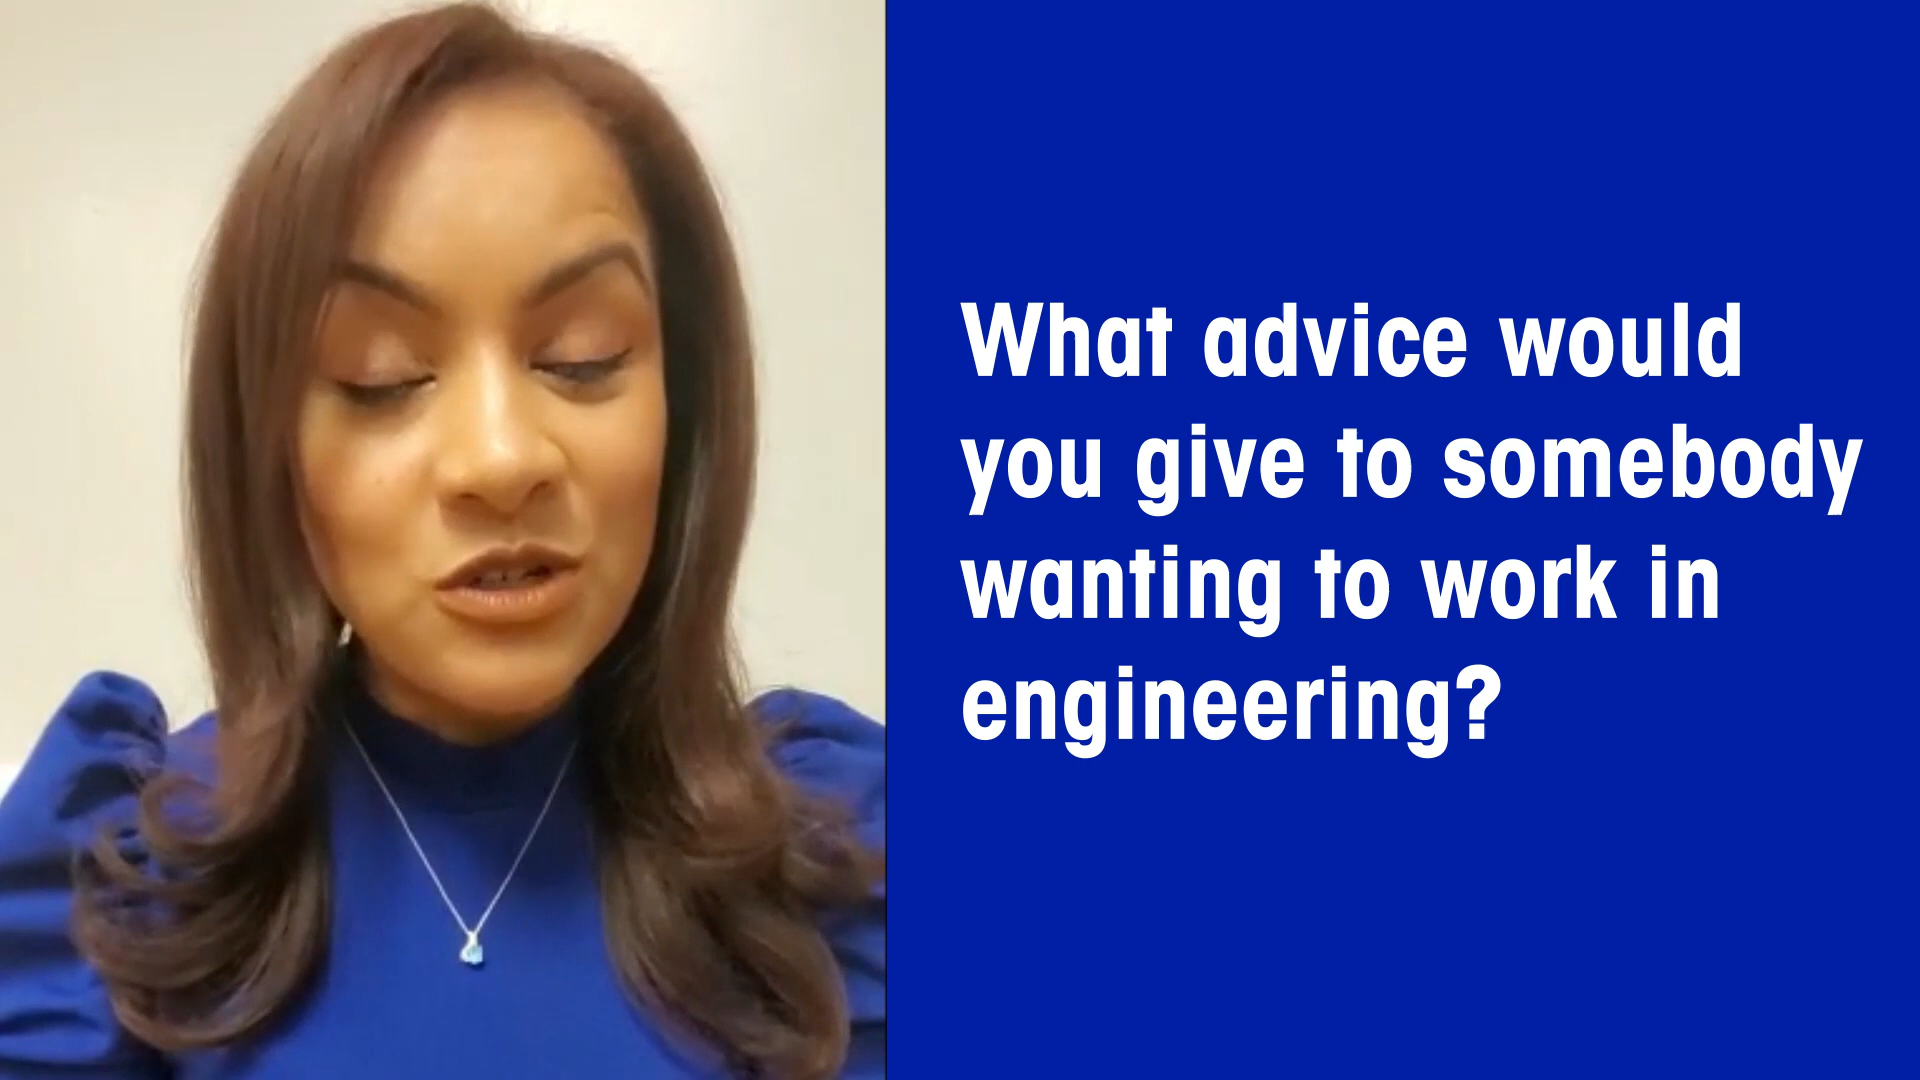 What advice would
you give to somebody
wanting to work in
engineering?